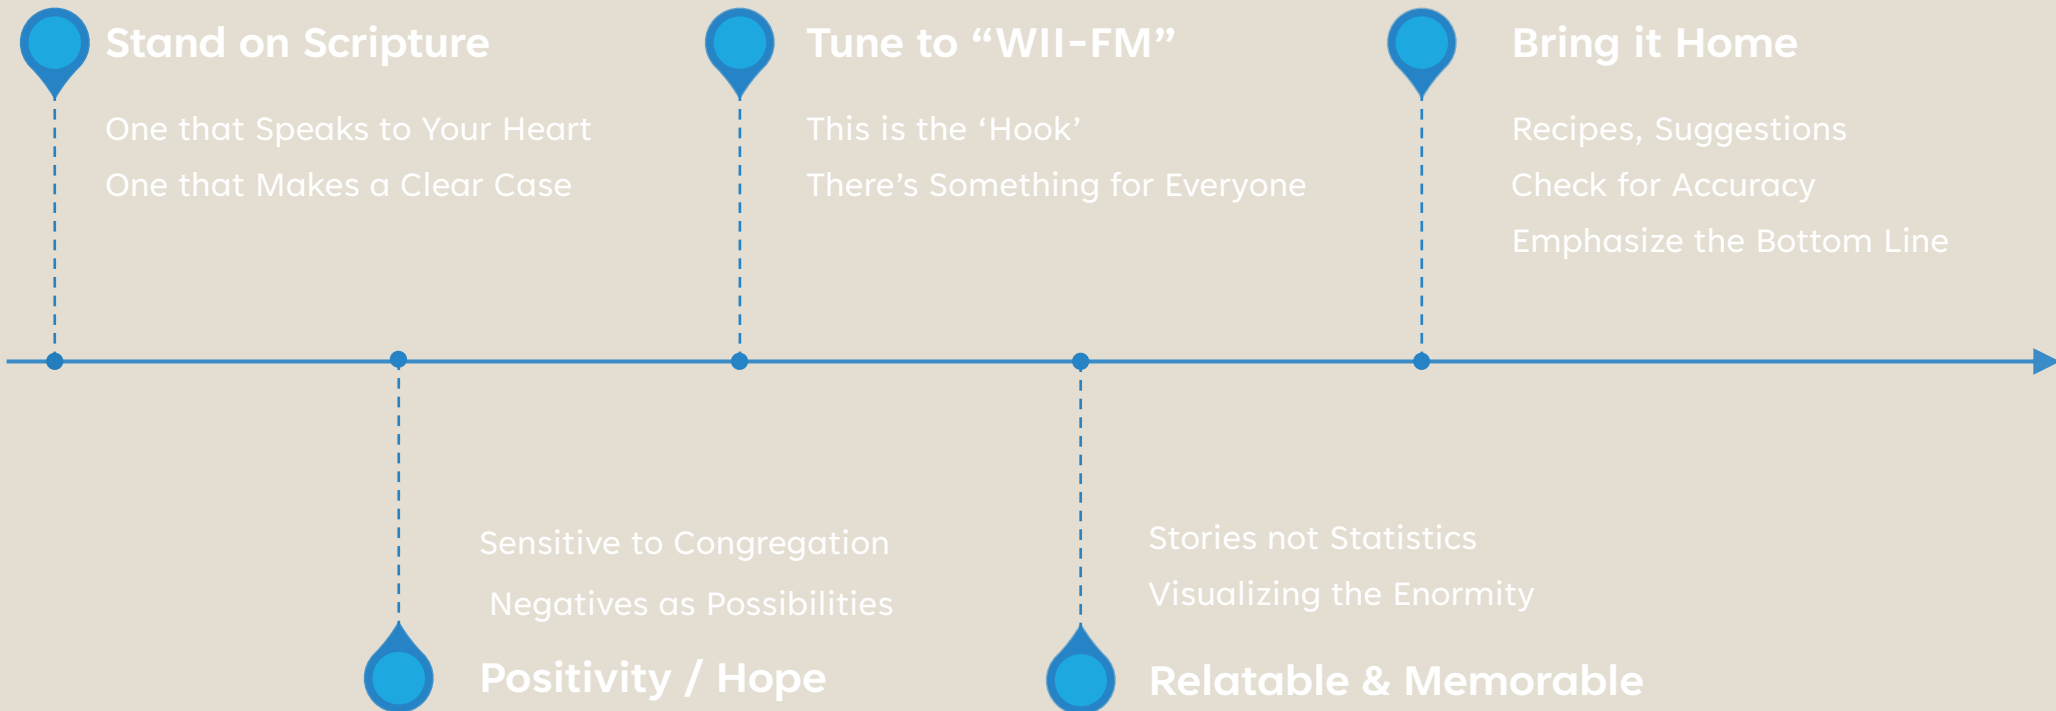 Stand on Scripture
One that Speaks to Your Heart
One that Makes a Clear Case
Tune to “WII-FM”
This is the ‘Hook’
There’s Something for Everyone
Bring it Home
Recipes, Suggestions
Check for Accuracy
Emphasize the Bottom Line
Sensitive to Congregation
Negatives as Possibilities
Positivity / Hope
Stories not Statistics
Visualizing the Enormity
Relatable & Memorable